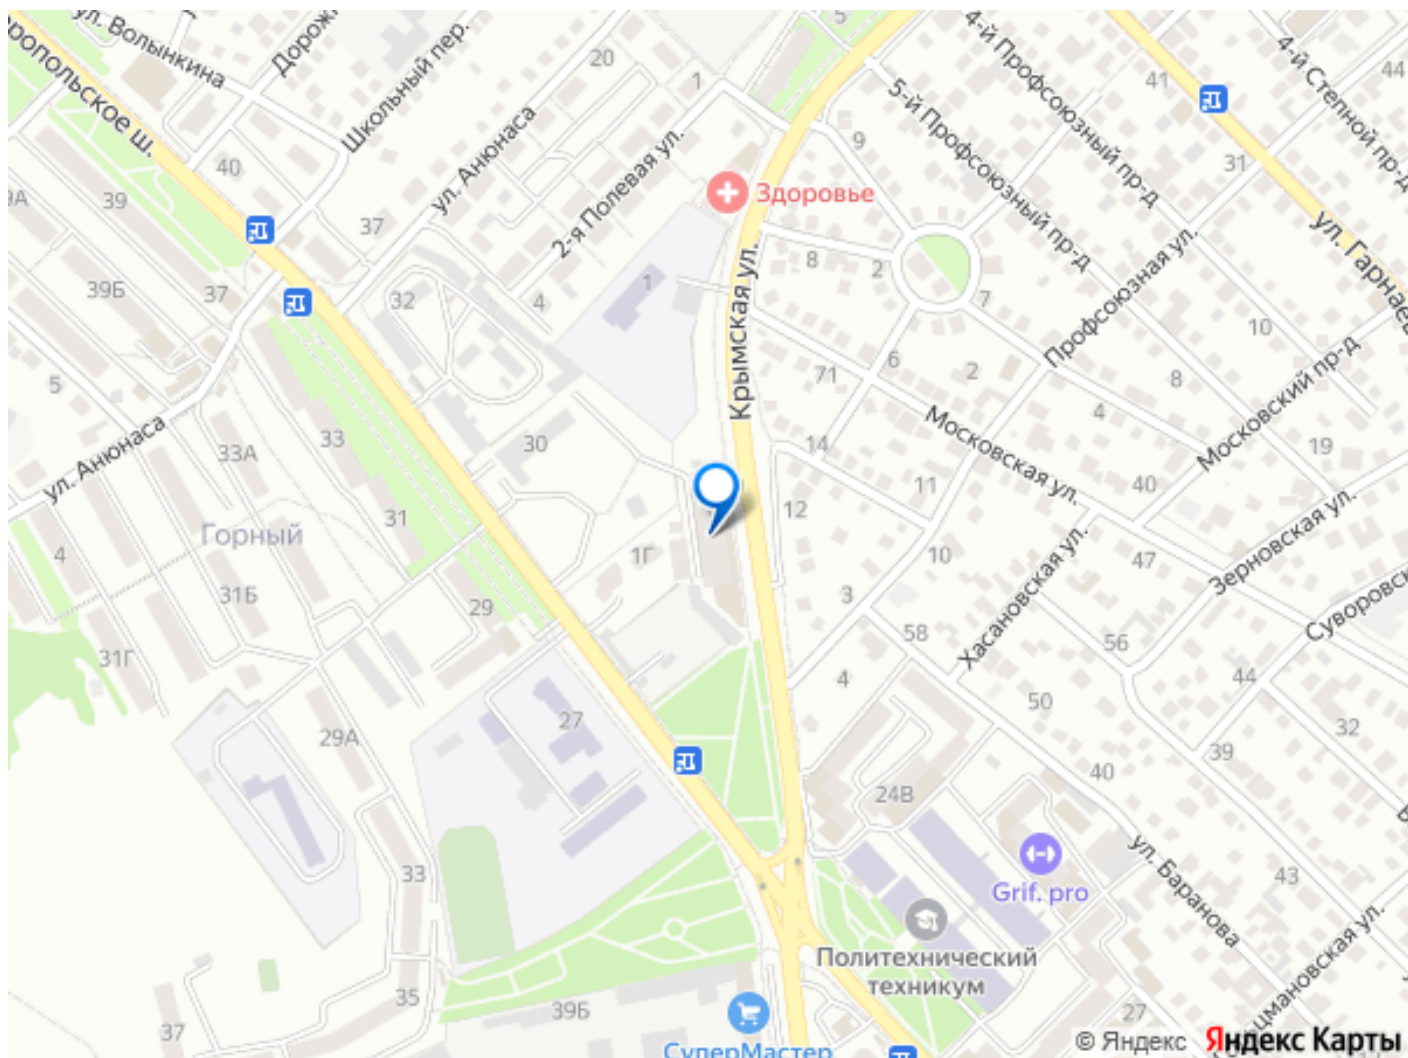 ул. Волынкина
Дорожн
Школьный пер.
20
5
1
4-й Профсоюзный пр-д
4-й Степной пр-д
44
41
5-й Профсоюзный пр-д
ропольское ш.
ул. Анюнаса
2-я Полевая ул.
9
31
40
39
37
Здоровье
ул. Гарнаев
Профсоюзная ул.
39Б
37
32
4
1
Крымская ул.
8
2
7
10
6
2
8
71
4
Московский пр-д
5
33
33А
30
14
Московская ул.
19
ул. Анюнаса
11
40
12
31
Горный
4
1Г
10
47
Зерновская ул.
Хасановская ул.
31Б
29
3
58
56
Суворовск
31Г
4
44
50
32
29А
27
39
40
24В
ул. Баранова
33
Grif. pro
43
Политехнический
техникум
35
39Б
37
27
цмановская ул.
СуперМастер
© Яндекс Яндекс Карты